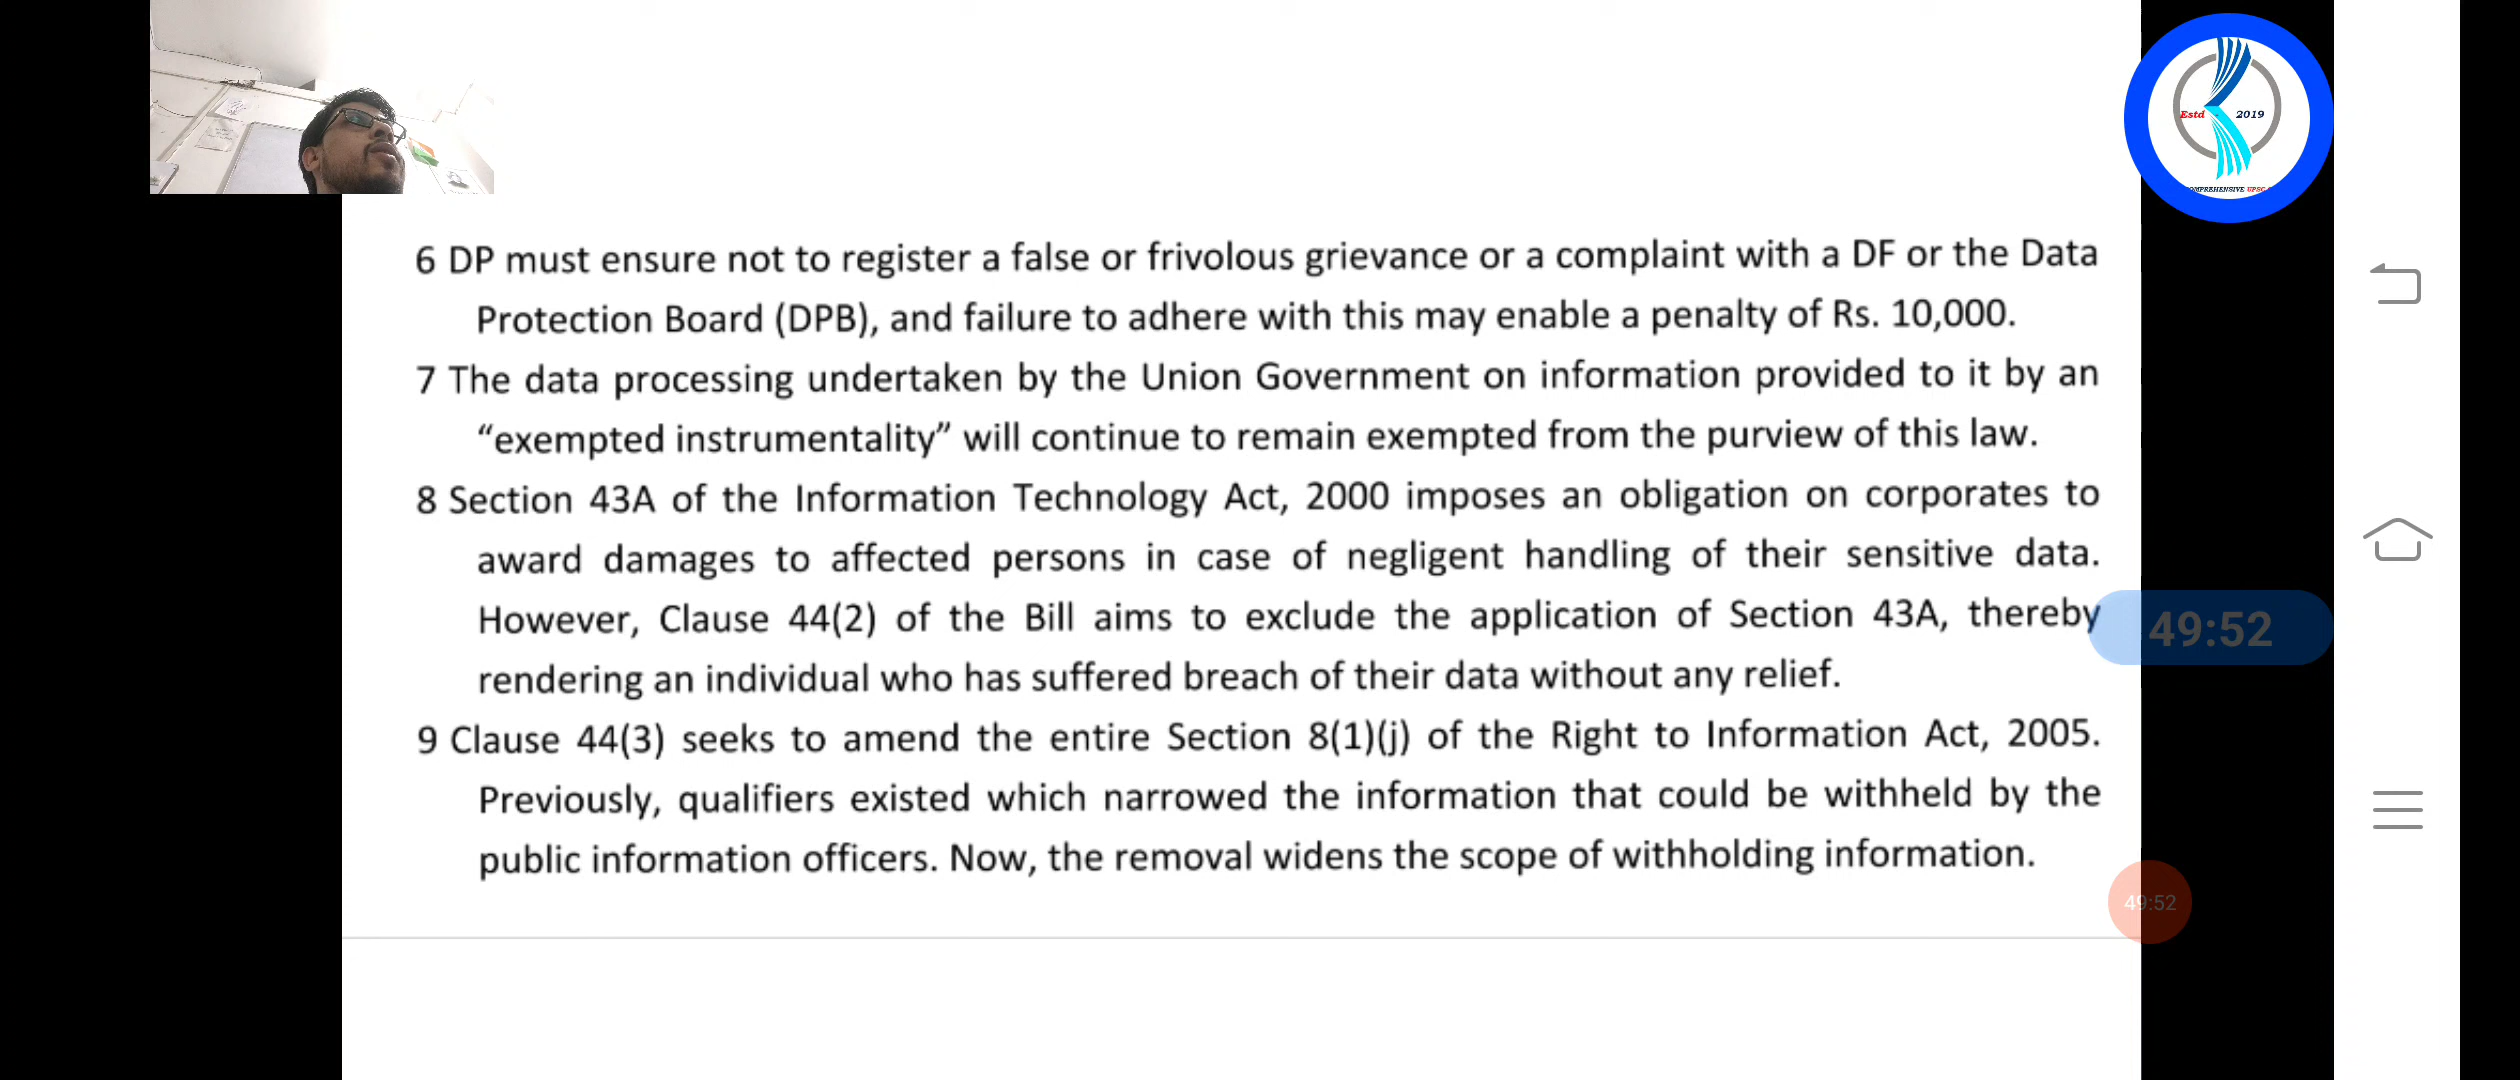 Estd 2019
COMPREHENSIVE UPSC
6 DP must ensure not to register a false or frivolous grievance or a complaint with a DF or the Data
Protection Board (DPB), and failure to adhere with this may enable a penalty of Rs. 10,000.
7 The data processing undertaken by the Union Government on information provided to it by an
“exempted instrumentality” will continue to remain exempted from the purview of this law.
8 Section 43A of the Information Technology Act, 2000 imposes an obligation on corporates to
award damages to affected persons in case of negligent handling of their sensitive data.
However, Clause 44(2) of the Bill aims to exclude the application of Section 43A, thereby
49:52
rendering an individual who has suffered breach of their data without any relief.
9 Clause 44(3) seeks to amend the entire Section 8(1)(j) of the Right to Information Act, 2005.
Previously, qualifiers existed which narrowed the information that could be withheld by the
public information officers. Now, the removal widens the scope of withholding information.
49:52